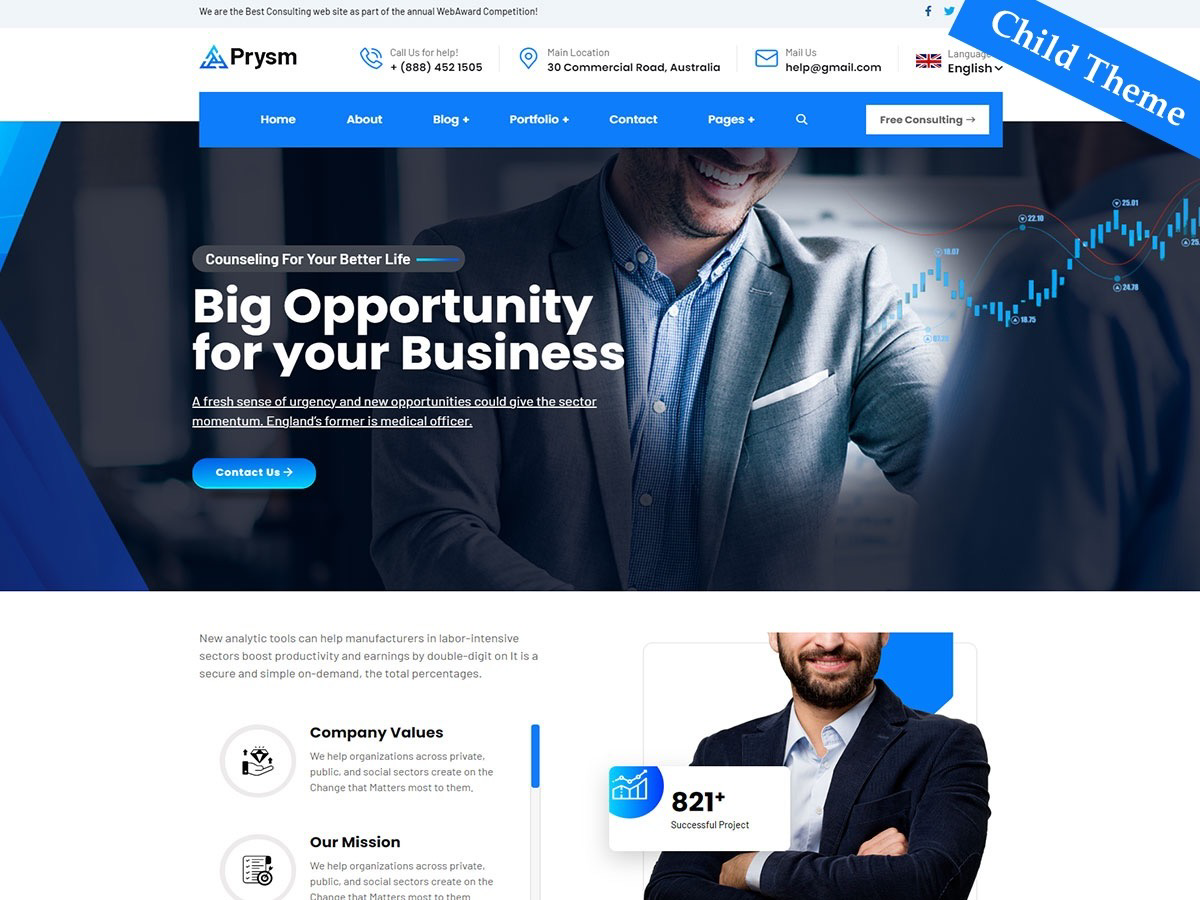 We are the Best Consulting web site as part of the annual WebAward Competition!
Child Theme
Prysm
Call Us for help!
+ (888) 452 1505
Main Location
30 Commercial Road, Australia
Mail Us
help@gmail.com
Language
English
Home
About
Blog +
Portfolio +
Contact
Pages +
Free Consulting →
Counseling For Your Better Life
Big Opportunity
for your Business
A fresh sense of urgency and new opportunities could give the sector
momentum. England's former is medical officer.
Contact Us →
25.01
22.10
18.07
25.
24.78
18.75
New analytic tools can help manufacturers in labor-intensive
sectors boost productivity and earnings by double-digit on It is a
secure and simple on-demand, the total percentages.
Company Values
We help organizations across private,
public, and social sectors create on the
Change that Matters most to them.
Our Mission
We help organizations across private,
public, and social sectors create on the
Change that Matters most to them
821+
Successful Project